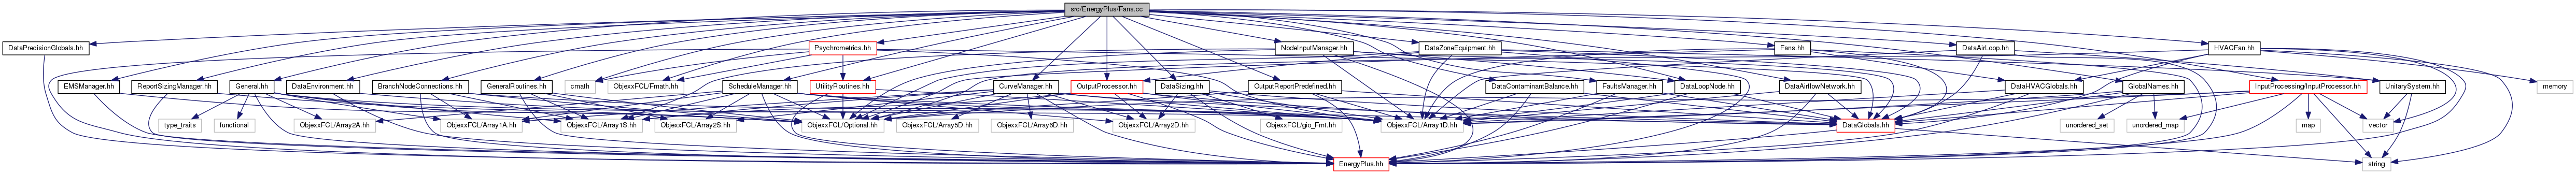 src/EnergyPlus/Fans.cc
DataPrecisionGlobals.hh
Psychrometrics.hh
NodeInputManager.hh
DataZoneEquipment.hh
Fans.hh
DataAirLoop.hh
HVACFan.hh
EMSManager.hh
ReportSizingManager.hh
General.hh
DataEnvironment.hh
BranchNodeConnections.hh
GeneralRoutines.hh
cmath
ObjexxFCL/Fmath.hh
ScheduleManager.hh
UtilityRoutines.hh
CurveManager.hh
OutputProcessor.hh
DataSizing.hh
OutputReportPredefined.hh
DataContaminantBalance.hh
FaultsManager.hh
DataLoopNode.hh
DataAirflowNetwork.hh
DataHVACGlobals.hh
GlobalNames.hh
InputProcessing/InputProcessor.hh
UnitarySystem.hh
memory
type_traits
functional
ObjexxFCL/Array2A.hh
ObjexxFCL/Array1A.hh
ObjexxFCL/Array1S.hh
ObjexxFCL/Array2S.hh
ObjexxFCL/Optional.hh
ObjexxFCL/Array5D.hh
ObjexxFCL/Array6D.hh
ObjexxFCL/Array2D.hh
ObjexxFCL/gio_Fmt.hh
ObjexxFCL/Array1D.hh
DataGlobals.hh
unordered_set
unordered_map
map
vector
EnergyPlus.hh
string